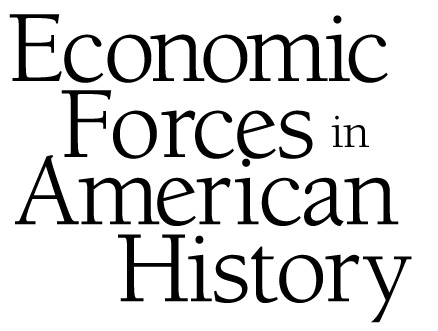 Economic
Forces in
American
History